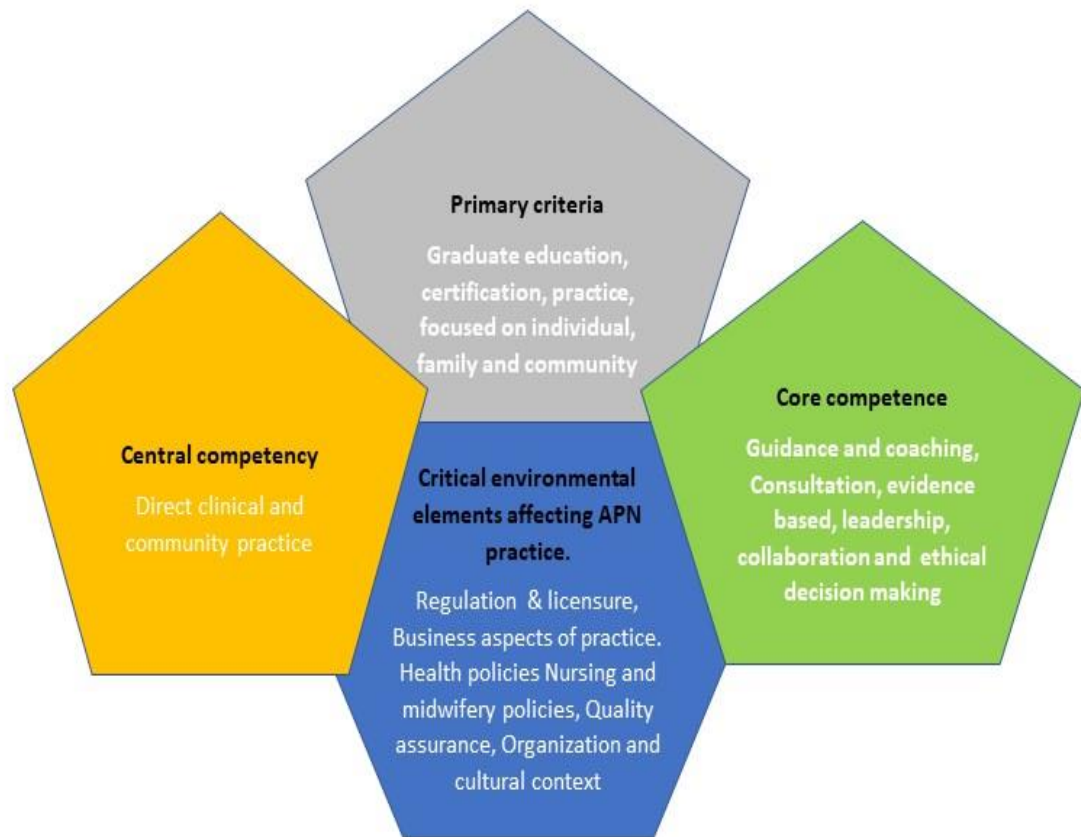 Primary criteria
Graduate education,
certification, practice,
focused on individual,
family and community
Central competency
Direct clinical and
community practice
Critical environmental
elements affecting APN
practice.
Regulation & licensure,
Business aspects of practice.
Health policies Nursing and
midwifery policies, Quality
assurance, Organization and
cultural context
Core competence
Guidance and coaching,
Consultation, evidence
based, leadership,
collaboration and ethical
decision making